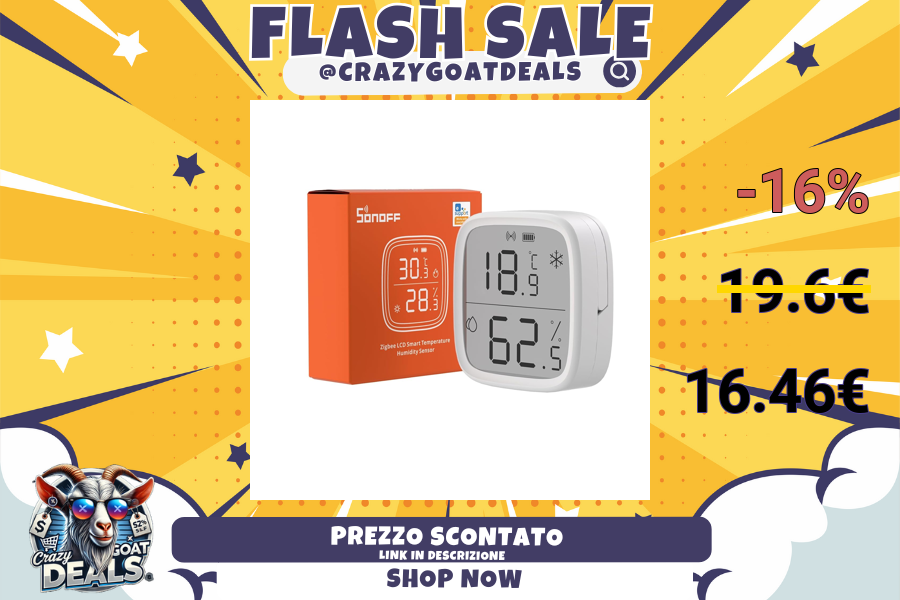 FLASH SALE
@CRAZYGOATDEALS
-16%
19.6€
16.46€
SONOFF
30.3 °C
28.3 %
Zigbee LCD Smart Temperature
Humidity Sensor
18.9 °C
62.5 %
$
52%
Crazy
GOAT
DEALS
PREZZO SCONTATO
LINK IN DESCRIZIONE
SHOP NOW